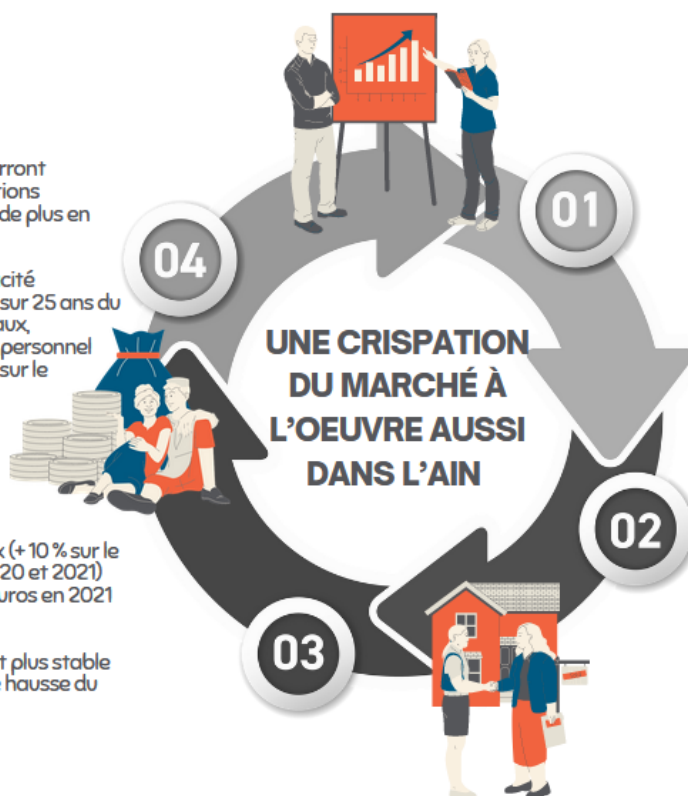 01
rront
tions
de plus en
04
cité
sur 25 ans du
aux,
personnel
sur le
UNE CRISPATION
DU MARCHÉ À
L'OEUVRE AUSSI
DANS L'AIN
02
x (+ 10 % sur le
20 et 2021)
uros en 2021
03
t plus stable
hausse du